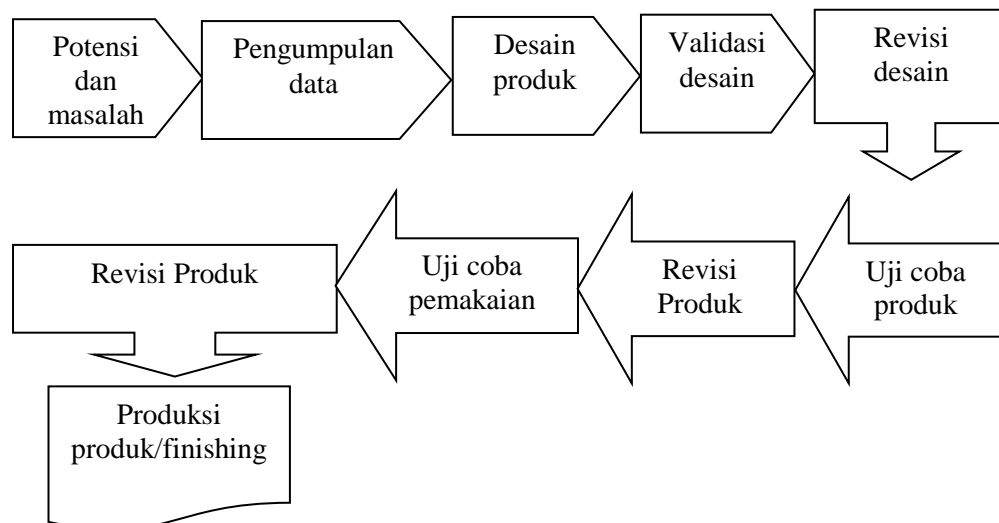 Potensi
dan
masalah
Pengumpulan
data
Desain
produk
Validasi
desain
Revisi
desain
Uji coba
produk
Revisi
Produk
Uji coba
pemakaian
Revisi Produk
Produksi
produk/finishing